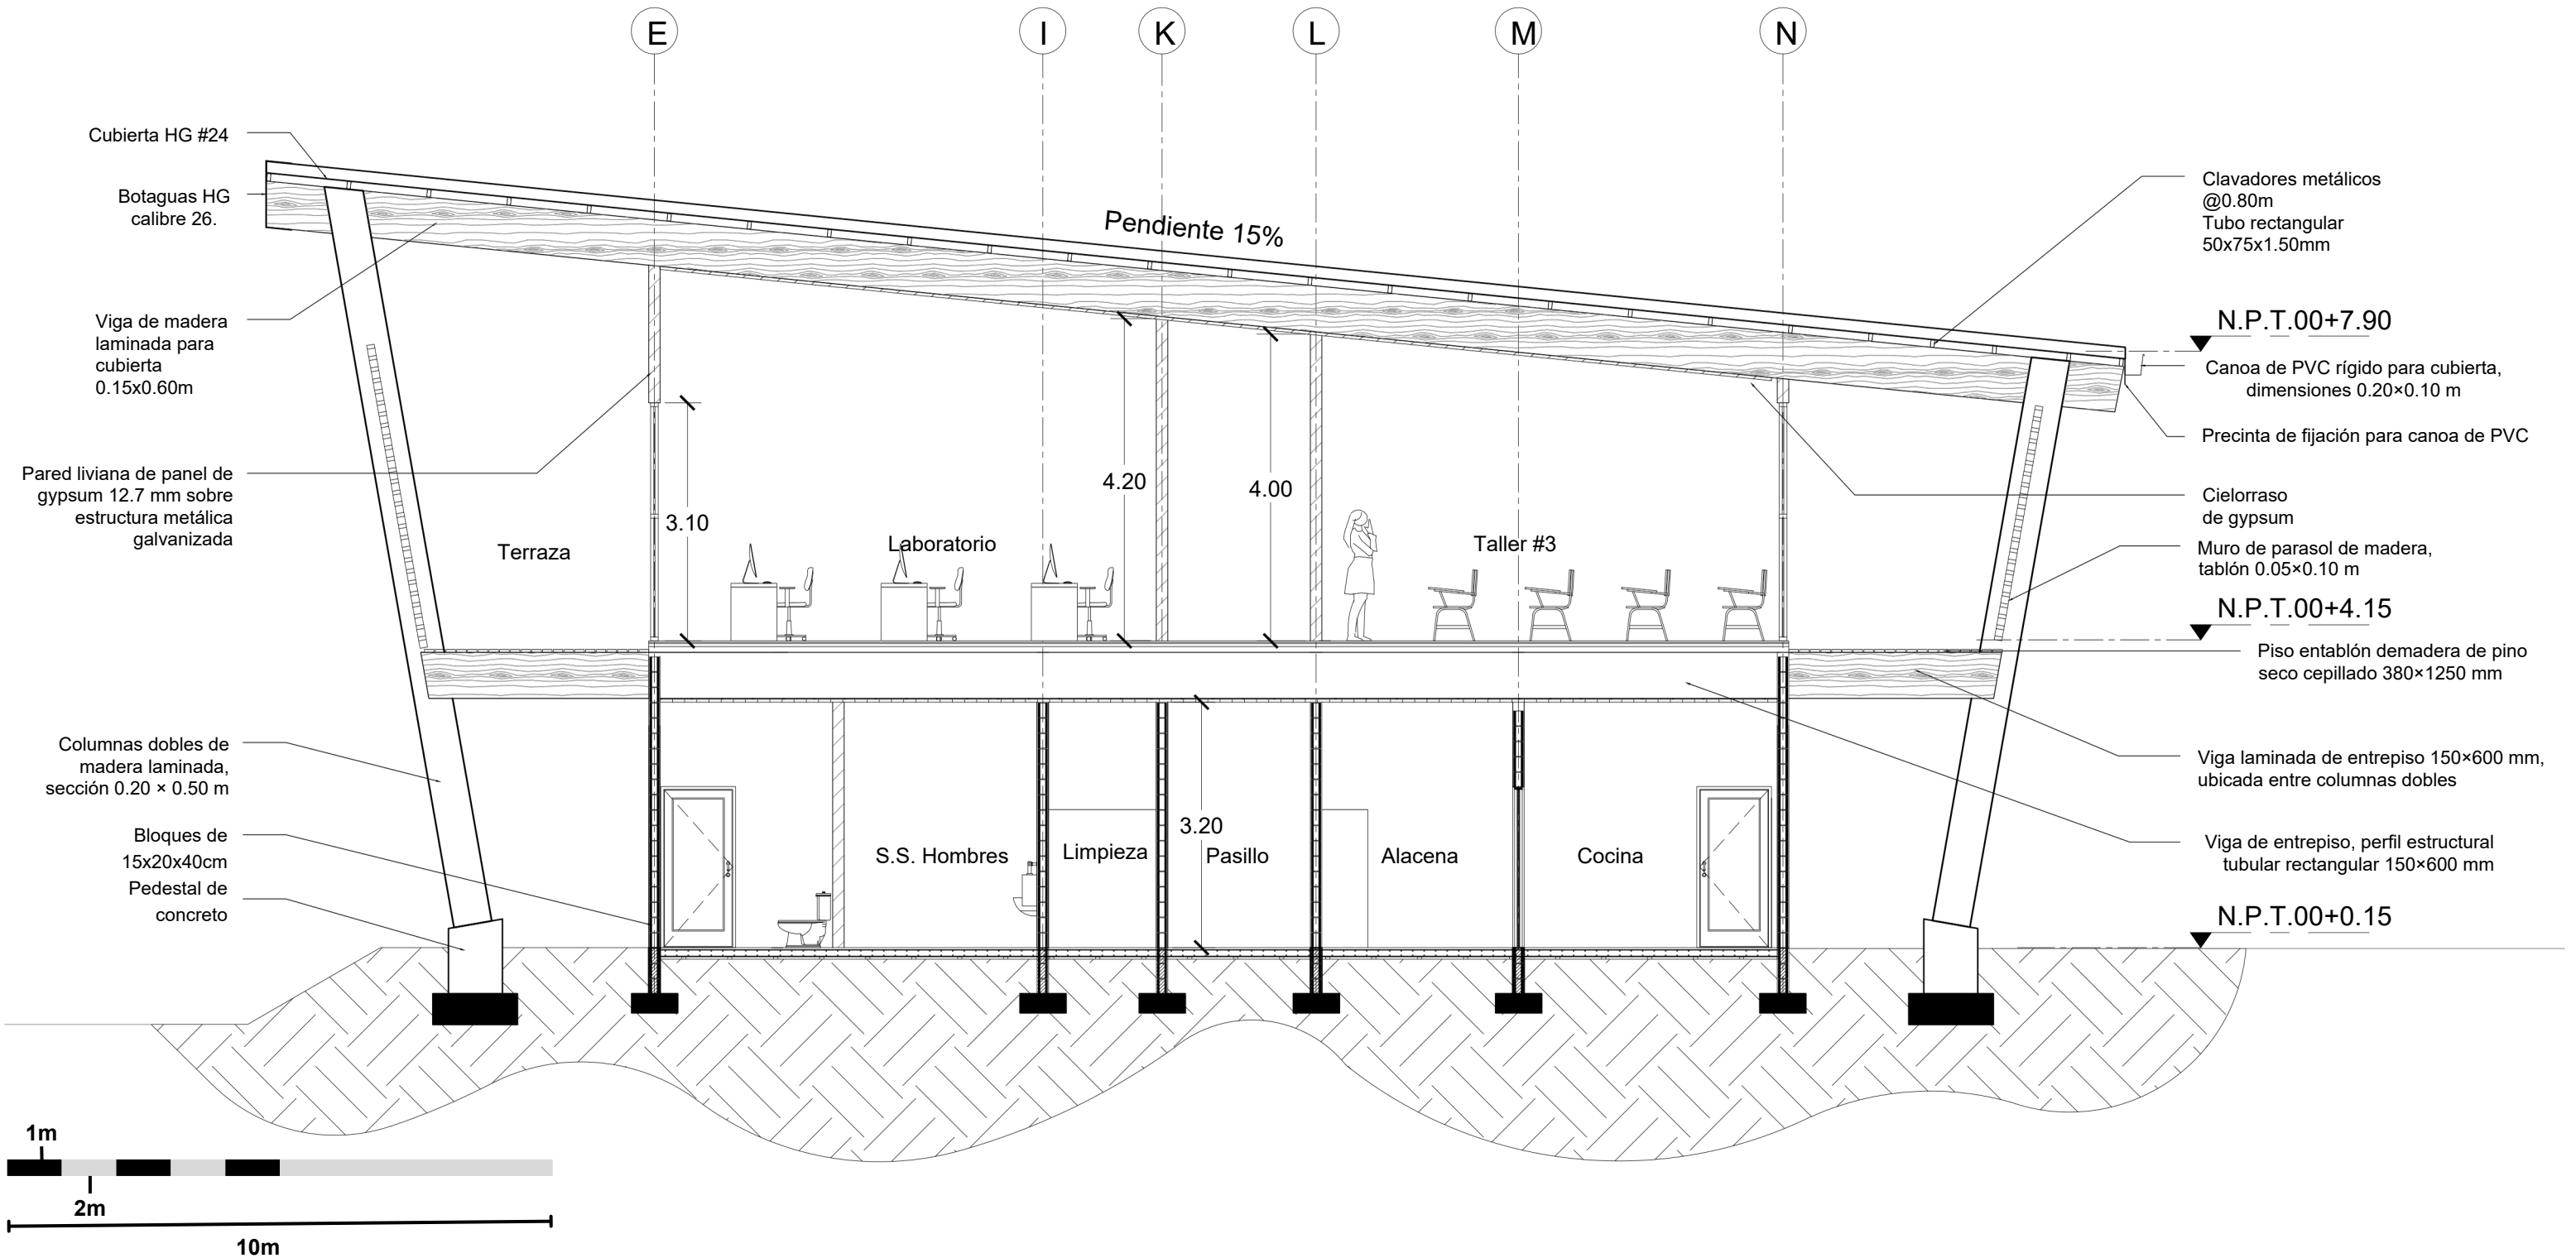 E
I
K
L
M
N
Cubierta HG #24
Botaguas HG
calibre 26.
Viga de madera
laminada para
cubierta
0.15x0.60m
Pared liviana de panel de
gypsum 12.7 mm sobre
estructura metálica
galvanizada
Columnas dobles de
madera laminada,
sección 0.20 × 0.50 m
Bloques de
15x20x40cm
Pedestal de
concreto
Pendiente 15%
Terraza
3.10
Laboratorio
4.20
4.00
Taller #3
S.S. Hombres
Limpieza
3.20
Pasillo
Alacena
Cocina
Clavadores metálicos
@0.80m
Tubo rectangular
50x75x1.50mm
N.P.T.00+7.90
Canoa de PVC rígido para cubierta,
dimensiones 0.20×0.10 m
Precinta de fijación para canoa de PVC
Cielorraso
de gypsum
Muro de parasol de madera,
tablón 0.05×0.10 m
N.P.T.00+4.15
Piso entablón demadera de pino
seco cepillado 380×1250 mm
Viga laminada de entrepiso 150×600 mm,
ubicada entre columnas dobles
Viga de entrepiso, perfil estructural
tubular rectangular 150×600 mm
N.P.T.00+0.15
1m
2m
10m